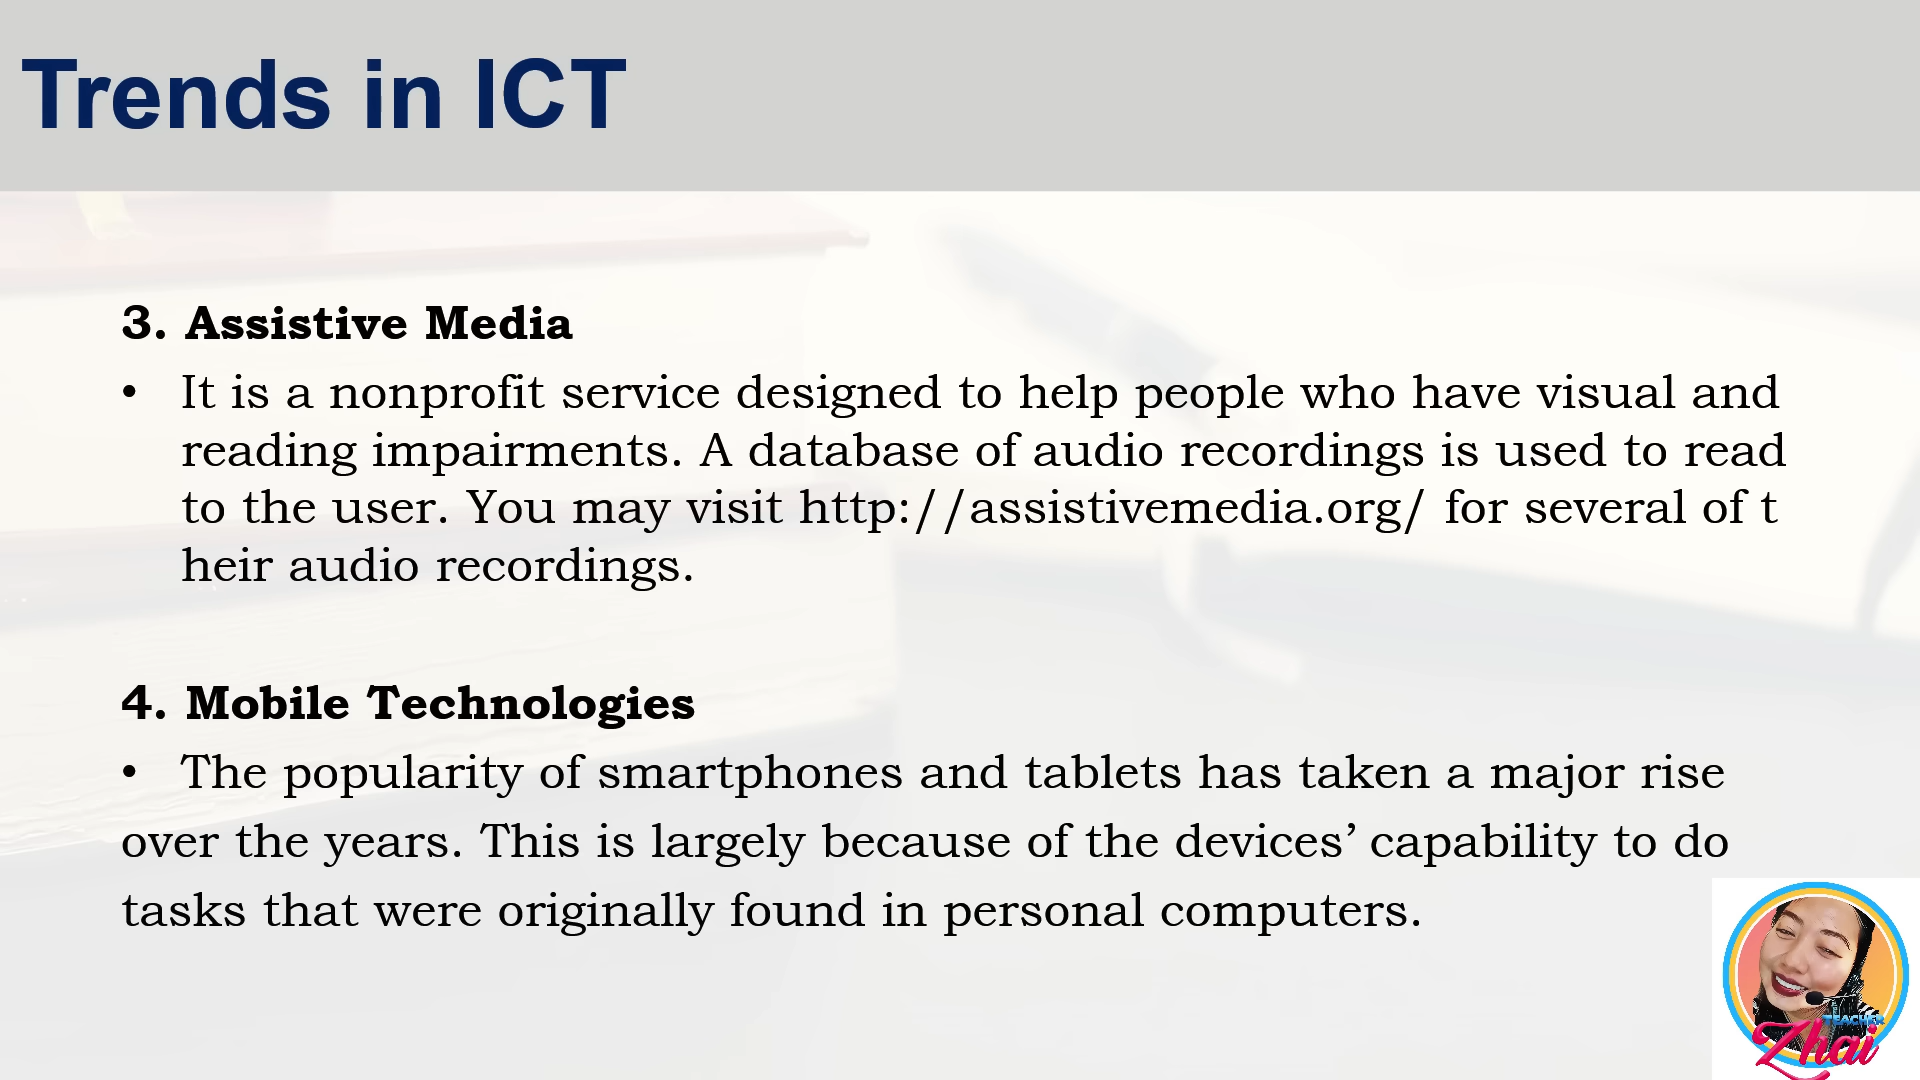 Trends in ICT
3. Assistive Media
• It is a nonprofit service designed to help people who have visual and
reading impairments. A database of audio recordings is used to read
to the user. You may visit http://assistivemedia.org/ for several of t
heir audio recordings.
4. Mobile Technologies
• The popularity of smartphones and tablets has taken a major rise
over the years. This is largely because of the devices’ capability to do
tasks that were originally found in personal computers.
TEACHER
Zhai